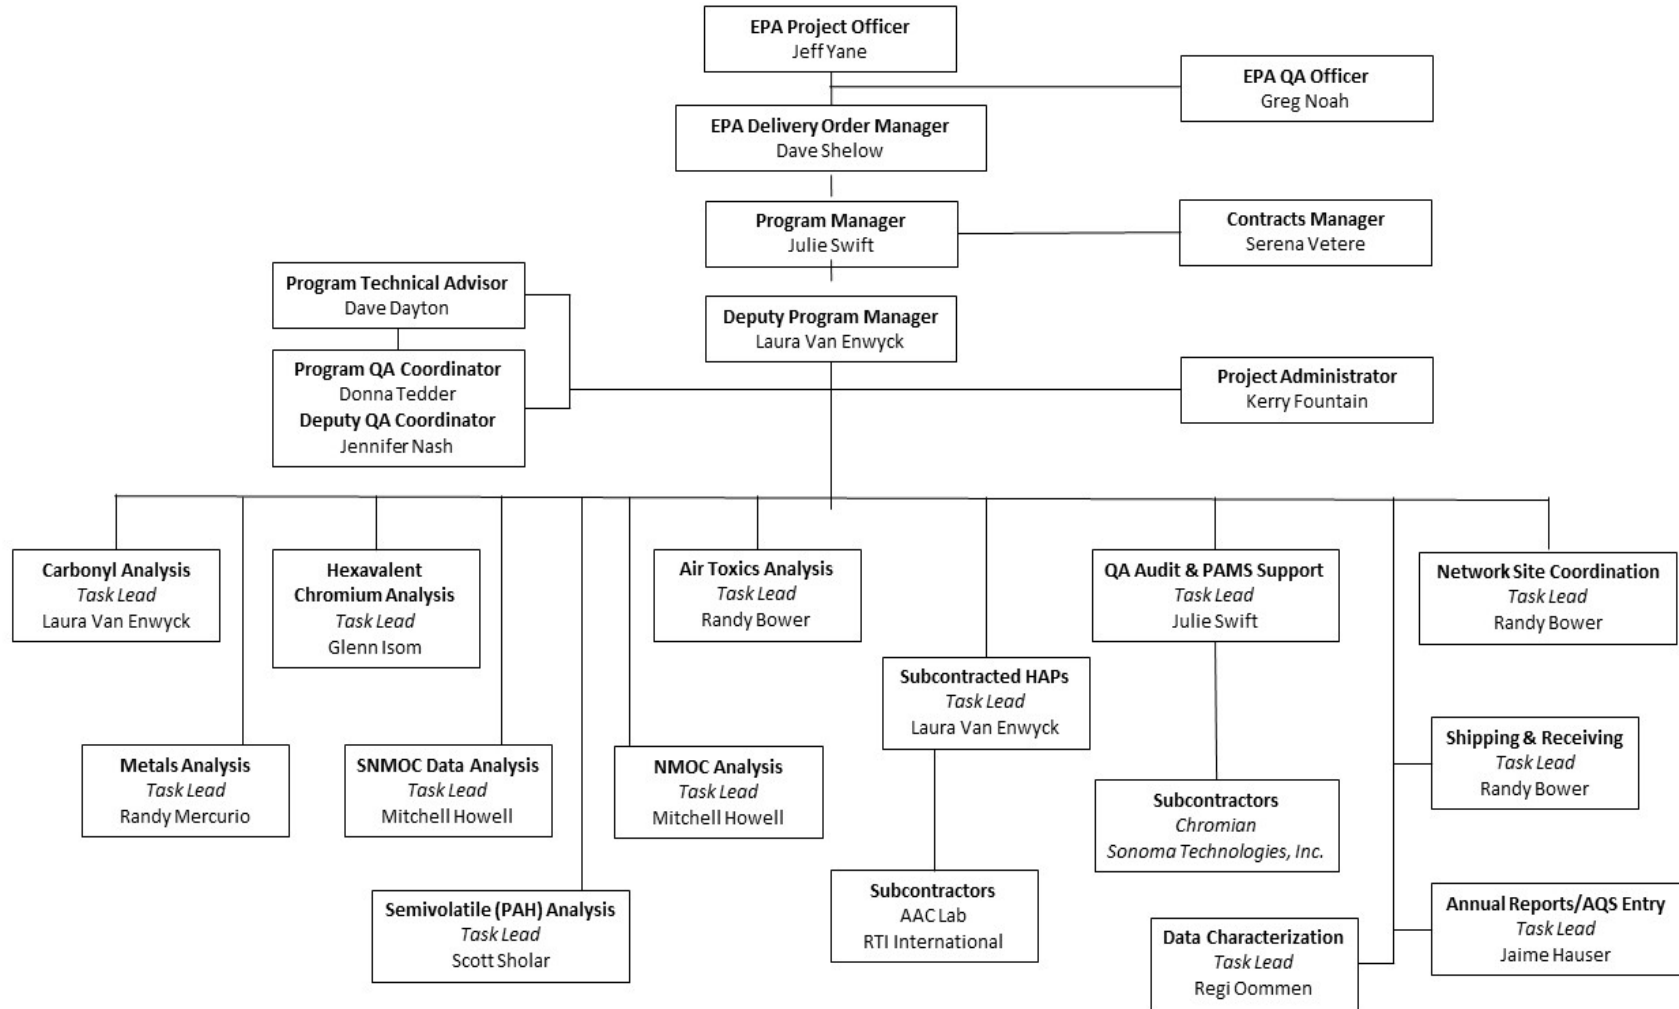 EPA Project Officer
Jeff Yane
EPA QA Officer
Greg Noah
EPA Delivery Order Manager
Dave Shelow
Program Manager
Julie Swift
Contracts Manager
Serena Vetere
Program Technical Advisor
Dave Dayton
Deputy Program Manager
Laura Van Enwyck
Program QA Coordinator
Donna Tedder
Deputy QA Coordinator
Jennifer Nash
Project Administrator
Kerry Fountain
Carbonyl Analysis
Task Lead
Laura Van Enwyck
Hexavalent
Chromium Analysis
Task Lead
Glenn Isom
Air Toxics Analysis
Task Lead
Randy Bower
QA Audit & PAMS Support
Task Lead
Julie Swift
Network Site Coordination
Task Lead
Randy Bower
Subcontracted HAPs
Task Lead
Laura Van Enwyck
Metals Analysis
Task Lead
Randy Mercurio
SNMOC Data Analysis
Task Lead
Mitchell Howell
NMOC Analysis
Task Lead
Mitchell Howell
Shipping & Receiving
Task Lead
Randy Bower
Subcontractors
Chromian
Sonoma Technologies, Inc.
Semivolatile (PAH) Analysis
Task Lead
Scott Sholar
Subcontractors
AAC Lab
RTI International
Annual Reports/AQS Entry
Task Lead
Jaime Hauser
Data Characterization
Task Lead
Regi Oommen